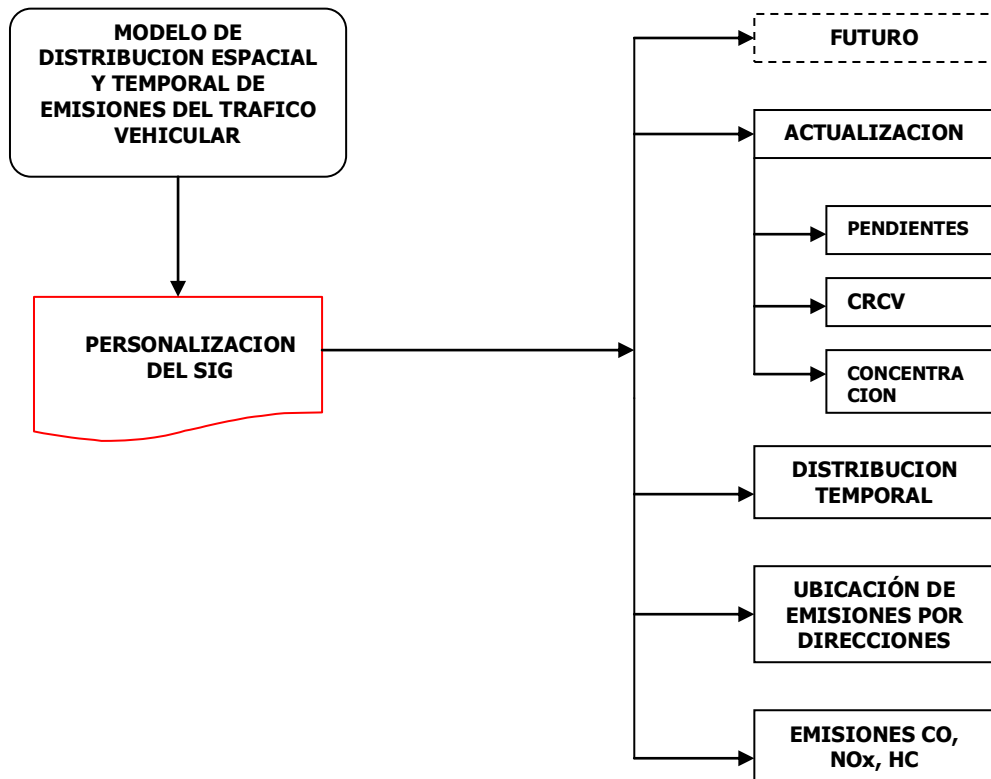 MODELO DE
DISTRIBUCION ESPACIAL
Y TEMPORAL DE
EMISIONES DEL TRAFICO
VEHICULAR
PERSONALIZACION
DEL SIG
FUTURO
ACTUALIZACION
PENDIENTES
CRCV
CONCENTRA
CION
DISTRIBUCION
TEMPORAL
UBICACIÓN DE
EMISIONES POR
DIRECCIONES
EMISIONES CO,
NOx, HC